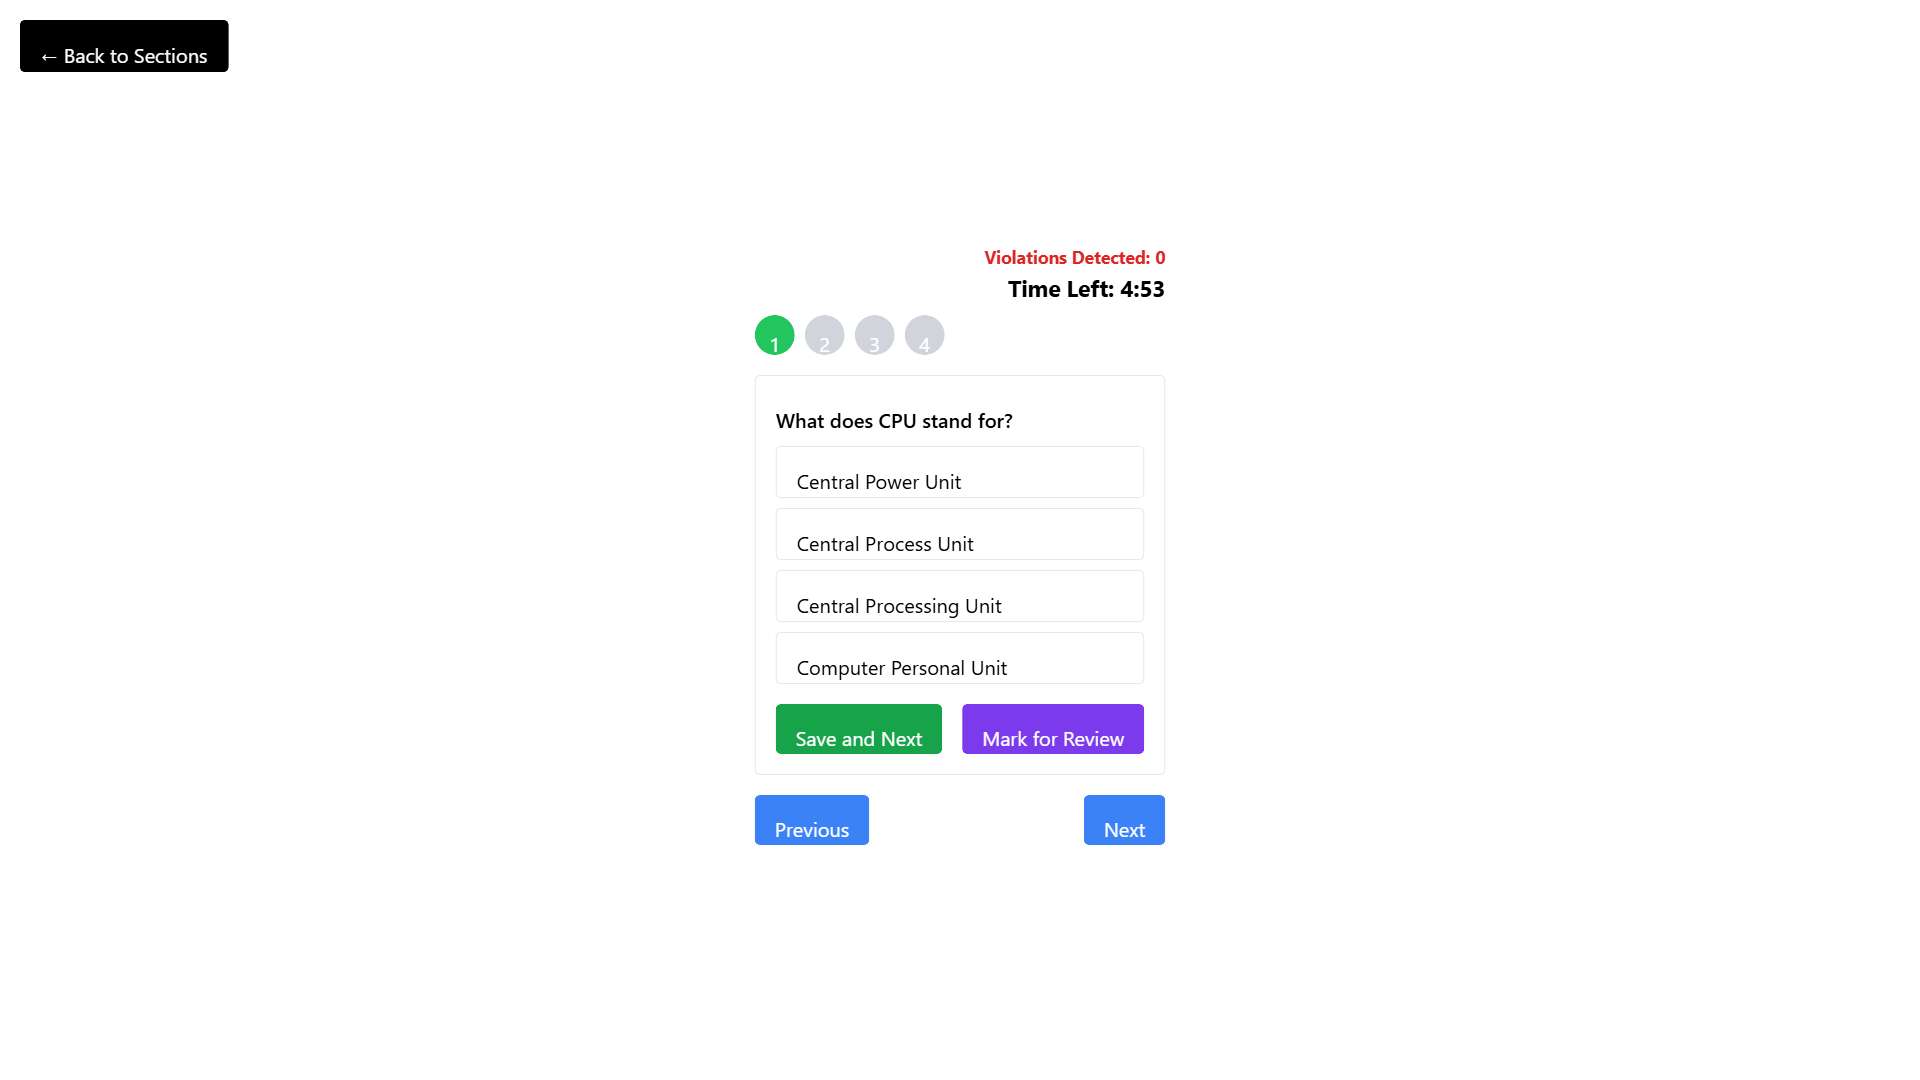 ← Back to Sections
Violations Detected: 0
Time Left: 4:53
1 2 3 4
What does CPU stand for?
Central Power Unit
Central Process Unit
Central Processing Unit
Computer Personal Unit
Save and Next Mark for Review
Previous Next